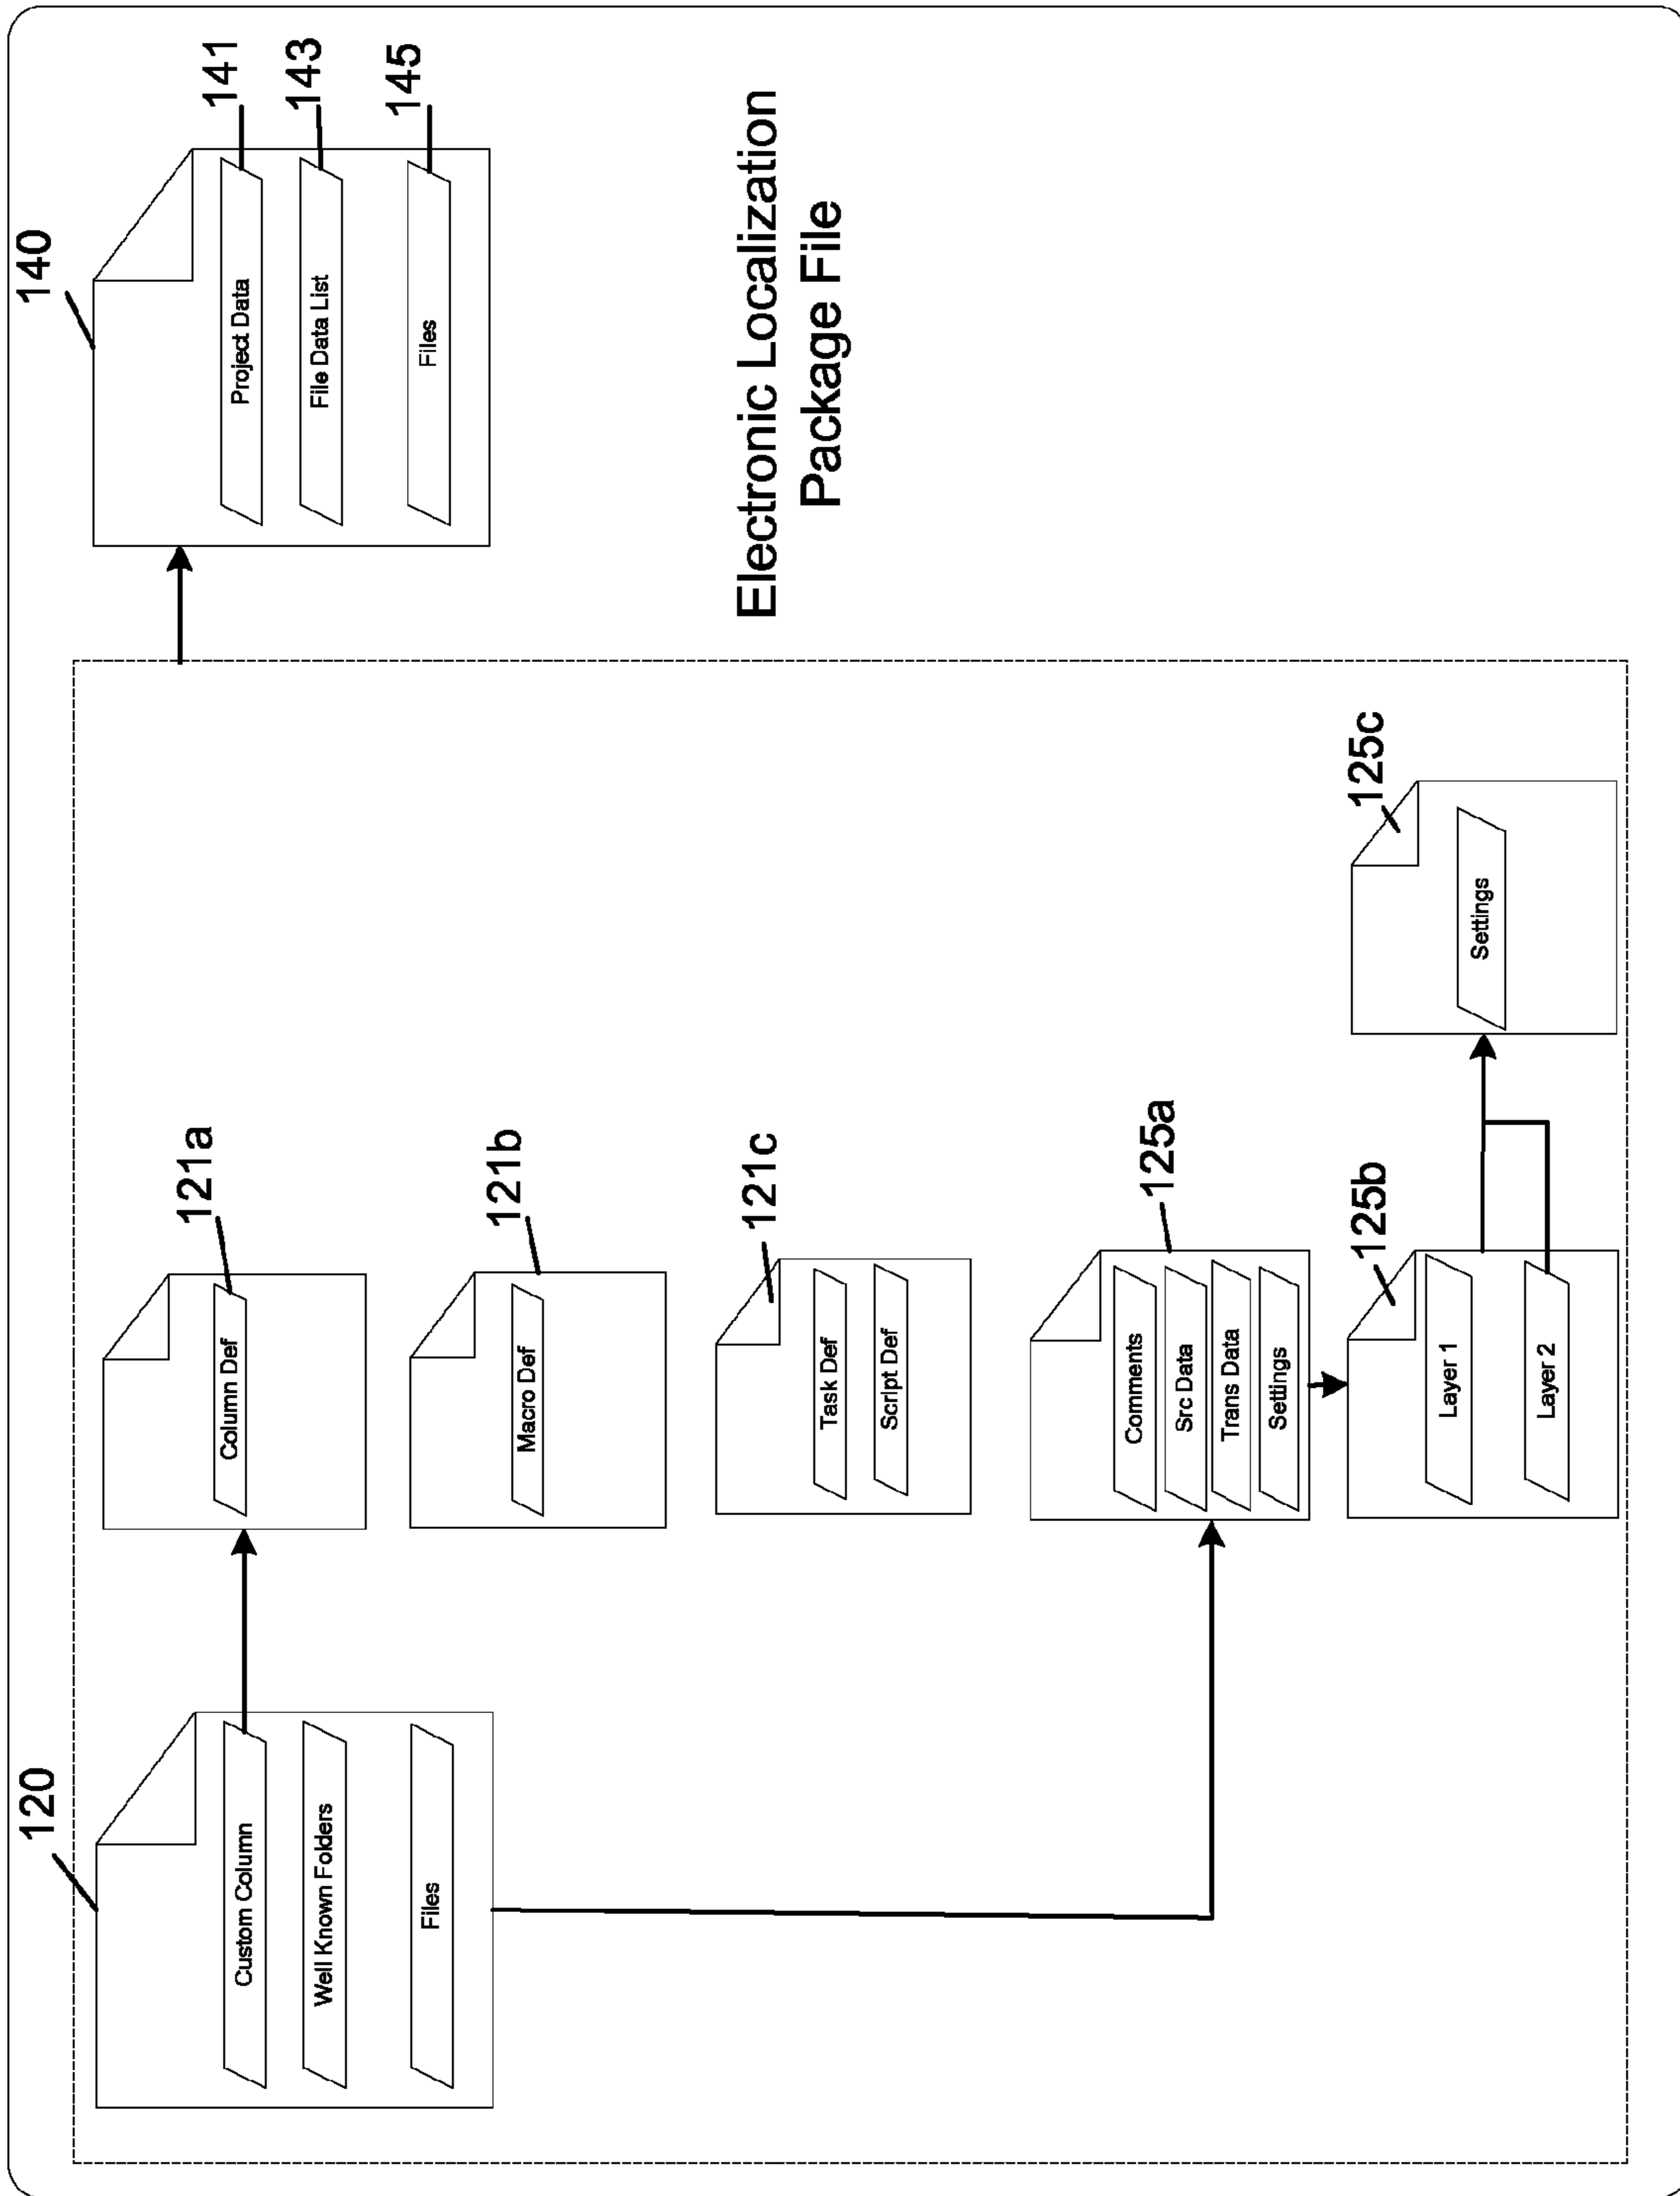 120
Custom Column
Well Known Folders
Files
121a
Column Def
121b
Macro Def
121c
Task Def
Script Def
125a
Comments
Src Data
Trans Data
Settings
125b
Layer 1
Layer 2
125c
Settings
140
Project Data
141
File Data List
143
Files
145
Electronic Localization
Package File